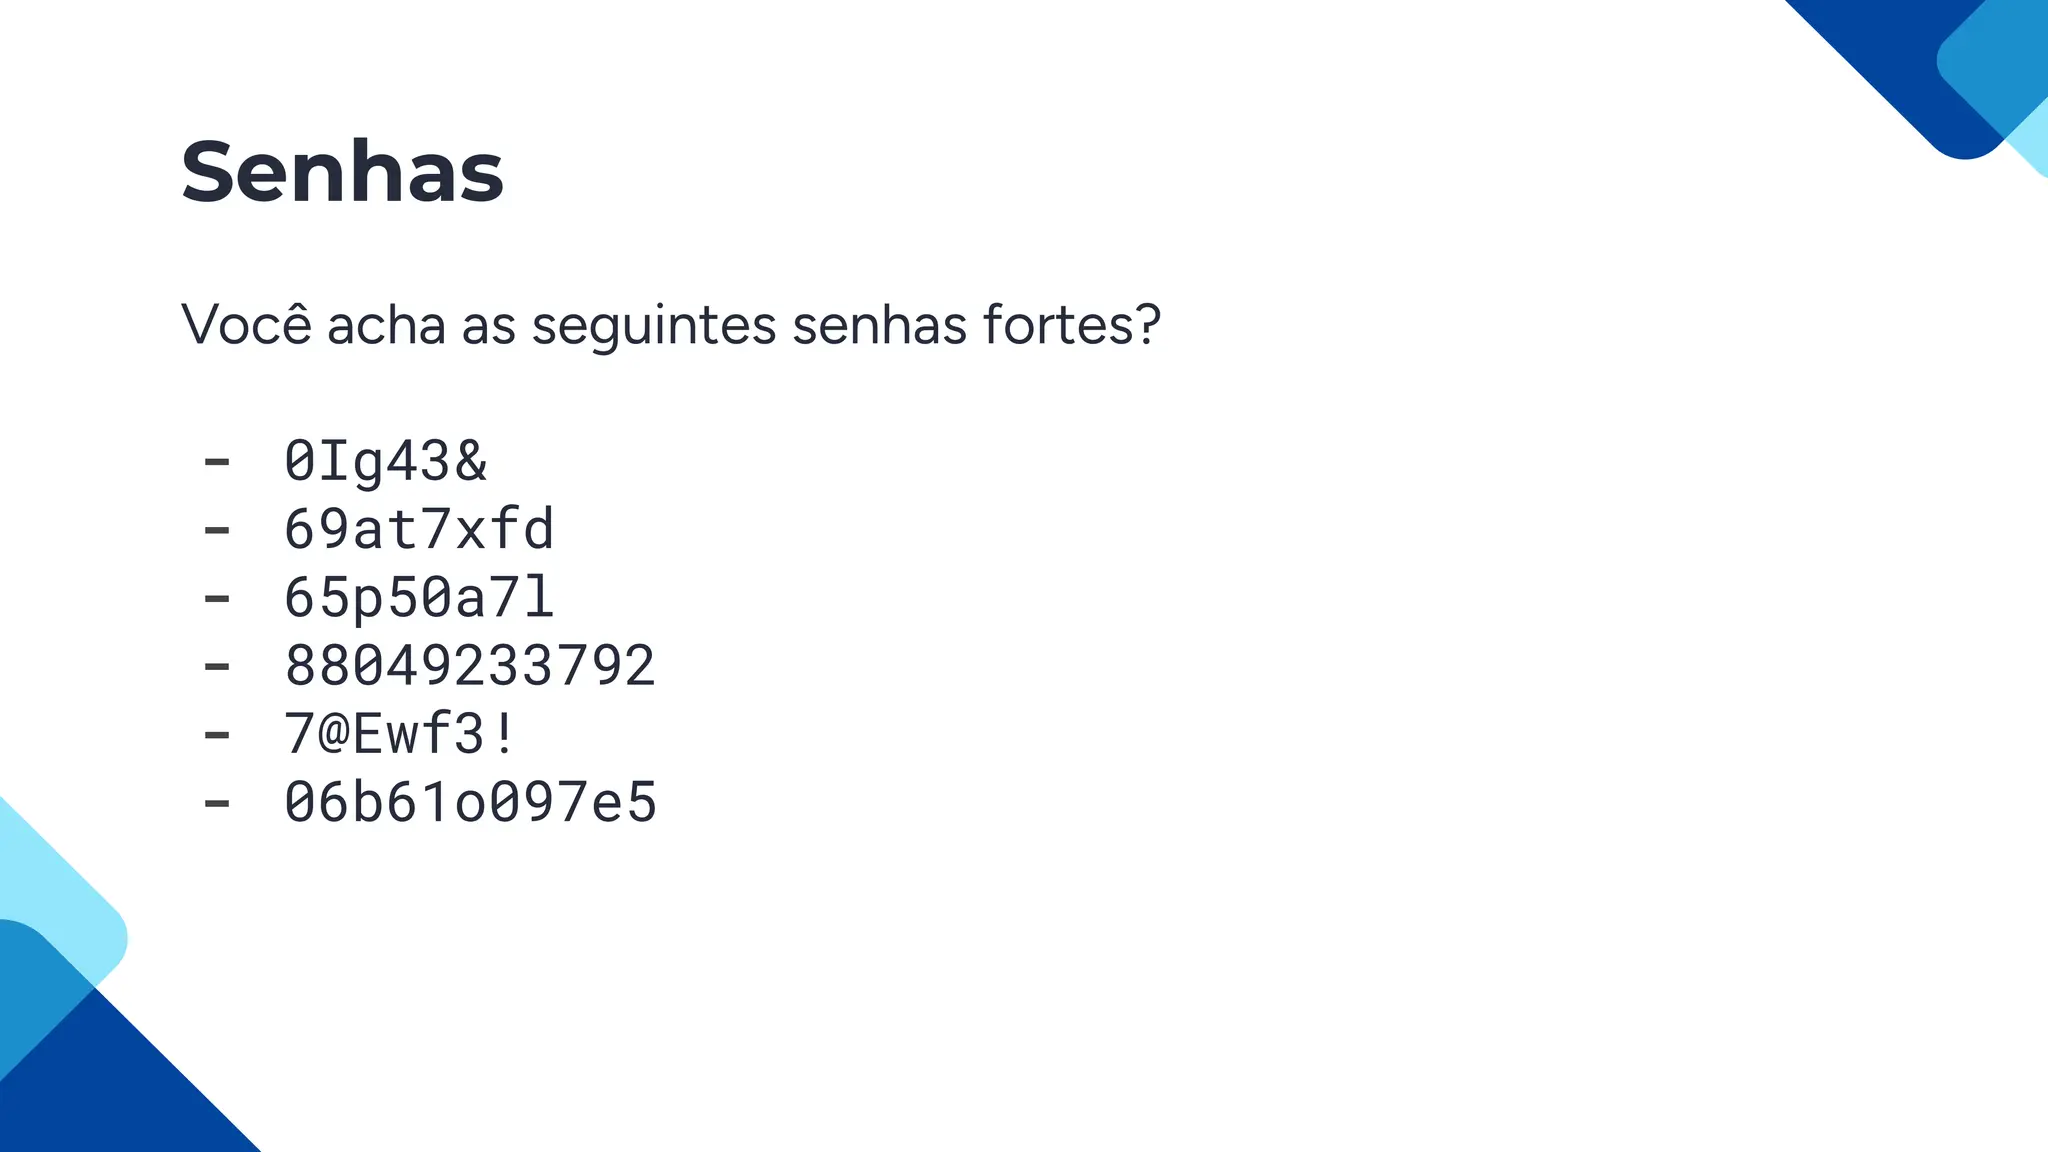 Senhas
Você acha as seguintes senhas fortes?
- 0Ig43&
- 69at7xfd
- 65p50a7l
- 88049233792
- 7@Ewf3!
- 06b61o097e5